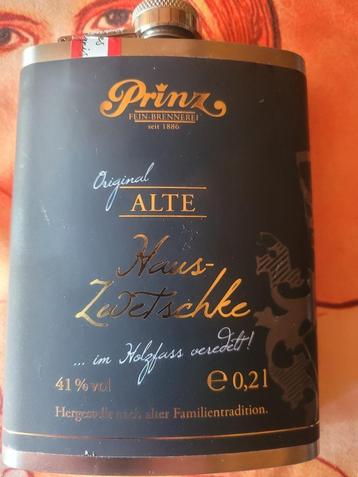 Prinz
FEIN-BRENNEREI
seit 1886
Original
ALTE
Haus-
Zwetschke
... im Holzfass veredelt!
41 % vol
℮ 0,2 l
Hergestellt nach alter Familientradition.